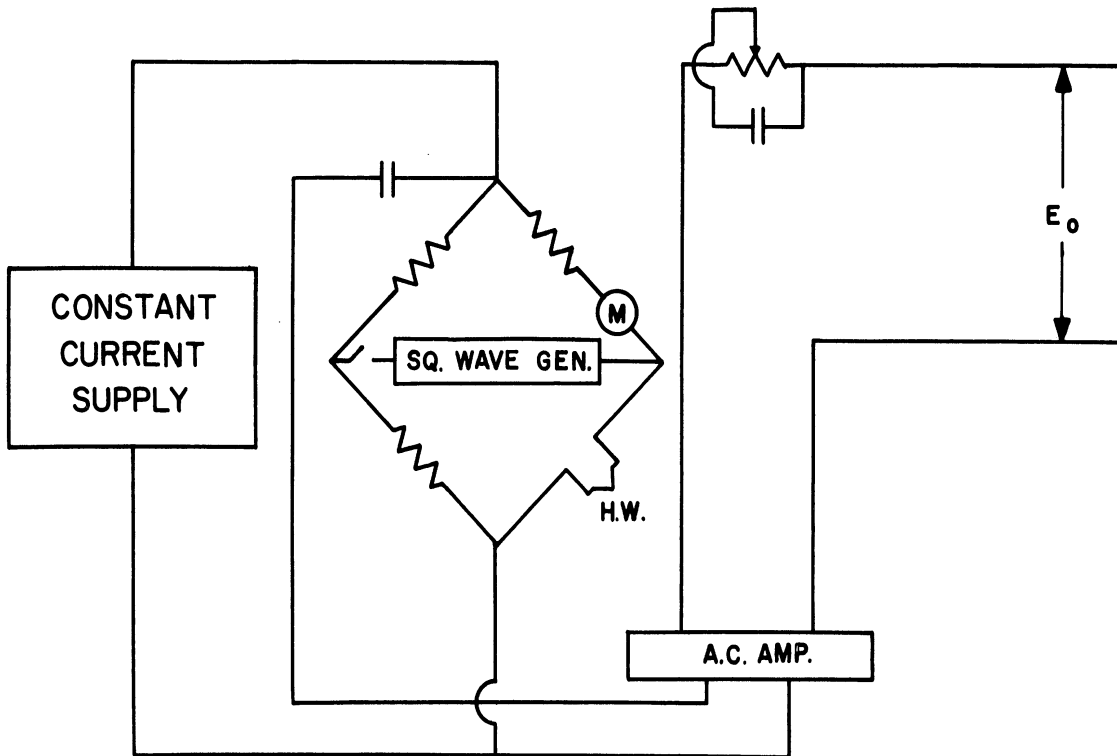 CONSTANT
CURRENT
SUPPLY
M
SQ. WAVE GEN.
H.W.
E₀
A.C. AMP.